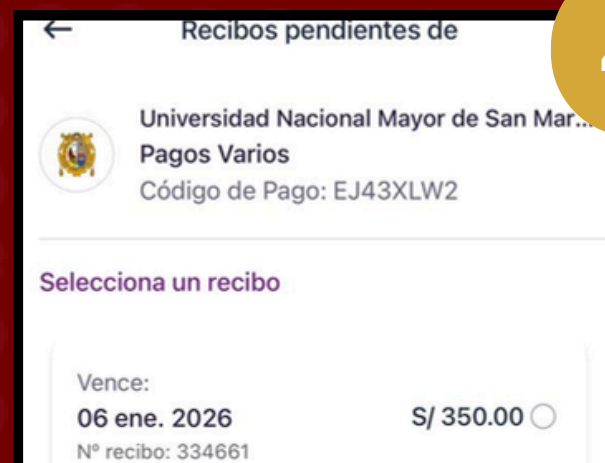 Recibos pendientes de
Universidad Nacional Mayor de San Mar...
Pagos Varios
Código de Pago: EJ43XLW2
Selecciona un recibo
Vence:
06 ene. 2026
S/ 350.00
Nº recibo: 334661